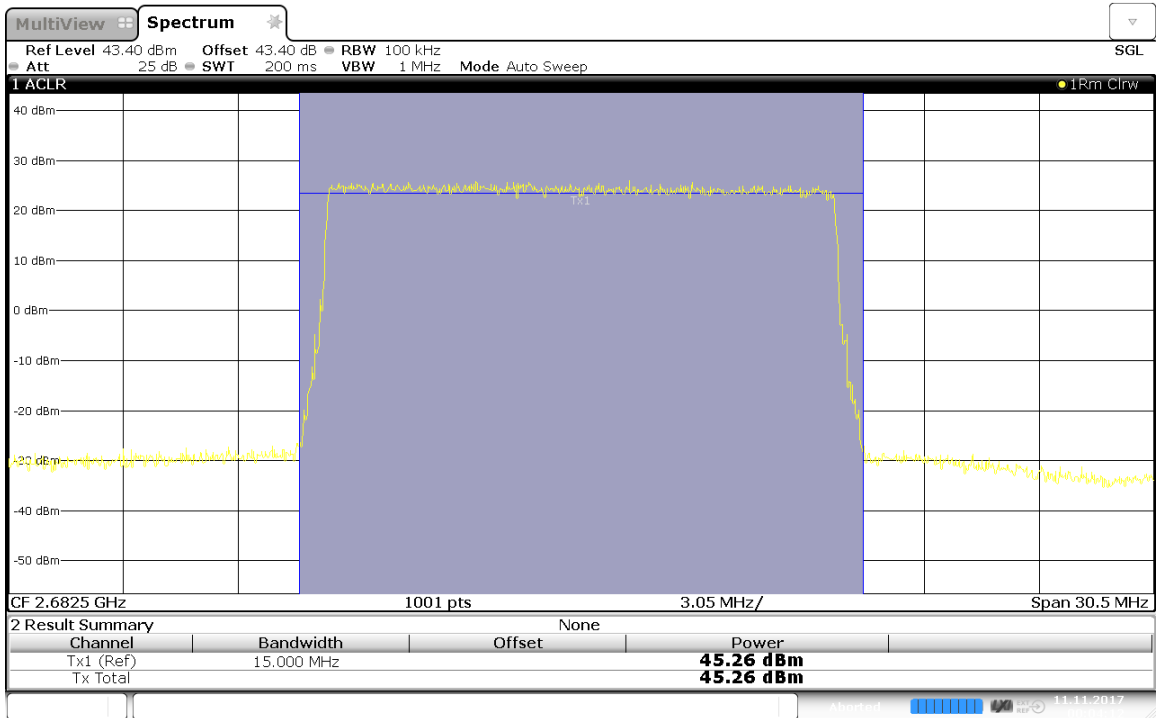 MultiView Spectrum
Ref Level 43.40 dBm Offset 43.40 dB RBW 100 kHz SGL
Att 25 dB SWT 200 ms VBW 1 MHz Mode Auto Sweep
1 ACLR 1Rm Clrw
40 dBm
30 dBm
Tx1
20 dBm
10 dBm
0 dBm
-10 dBm
-20 dBm
-30 dBm
-40 dBm
-50 dBm
CF 2.6825 GHz 1001 pts 3.05 MHz/ Span 30.5 MHz
2 Result Summary None
Channel Bandwidth Offset Power
Tx1 (Ref) 15.000 MHz 45.26 dBm
Tx Total 45.26 dBm
Aborted 11.11.2017